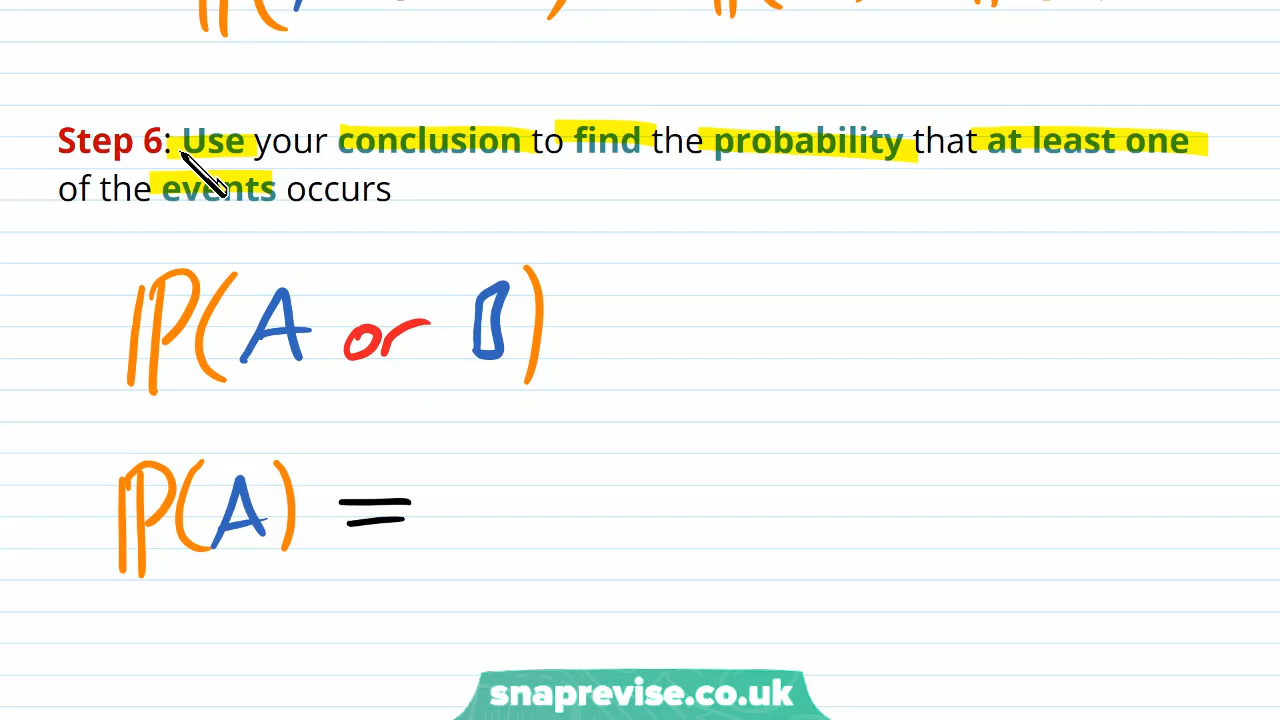 Step 6: Use your conclusion to find the probability that at least one
of the events occurs
ℙ(A or B)
ℙ(A) =
snaprevise.co.uk